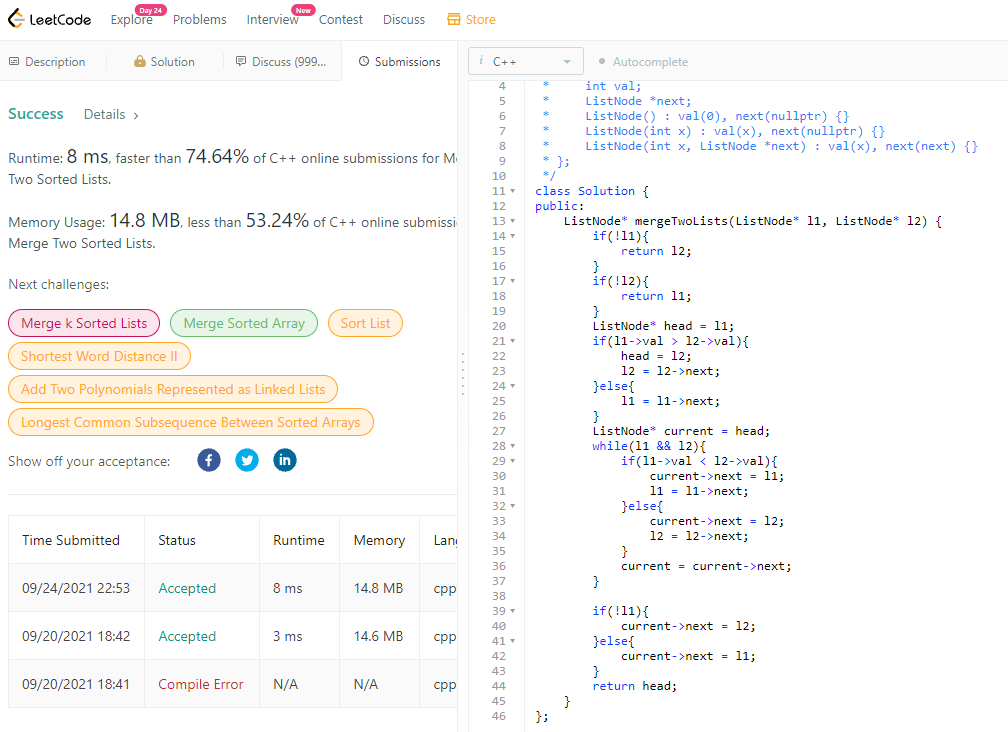 LeetCode
Explore Day 24 Problems Interview New Contest Discuss Store
Description Solution Discuss (999... Submissions
i C++ Autocomplete
Success Details >
Runtime: 8 ms, faster than 74.64% of C++ online submissions for Me
Two Sorted Lists.
Memory Usage: 14.8 MB, less than 53.24% of C++ online submissi
Merge Two Sorted Lists.
Next challenges:
Merge k Sorted Lists Merge Sorted Array Sort List
Shortest Word Distance II
Add Two Polynomials Represented as Linked Lists
Longest Common Subsequence Between Sorted Arrays
Show off your acceptance:
Time Submitted Status Runtime Memory Lang
09/24/2021 22:53 Accepted 8 ms 14.8 MB cpp
09/20/2021 18:42 Accepted 3 ms 14.6 MB cpp
09/20/2021 18:41 Compile Error N/A N/A cpp
4  *     int val;
5  *     ListNode *next;
6  *     ListNode() : val(0), next(nullptr) {}
7  *     ListNode(int x) : val(x), next(nullptr) {}
8  *     ListNode(int x, ListNode *next) : val(x), next(next) {}
9  * };
10  */
11 class Solution {
12 public:
13     ListNode* mergeTwoLists(ListNode* l1, ListNode* l2) {
14         if(!l1){
15             return l2;
16         }
17         if(!l2){
18             return l1;
19         }
20         ListNode* head = l1;
21         if(l1->val > l2->val){
22             head = l2;
23             l2 = l2->next;
24         }else{
25             l1 = l1->next;
26         }
27         ListNode* current = head;
28         while(l1 && l2){
29             if(l1->val < l2->val){
30                 current->next = l1;
31                 l1 = l1->next;
32             }else{
33                 current->next = l2;
34                 l2 = l2->next;
35             }
36             current = current->next;
37         }
38
39         if(!l1){
40             current->next = l2;
41         }else{
42             current->next = l1;
43         }
44         return head;
45     }
46 };